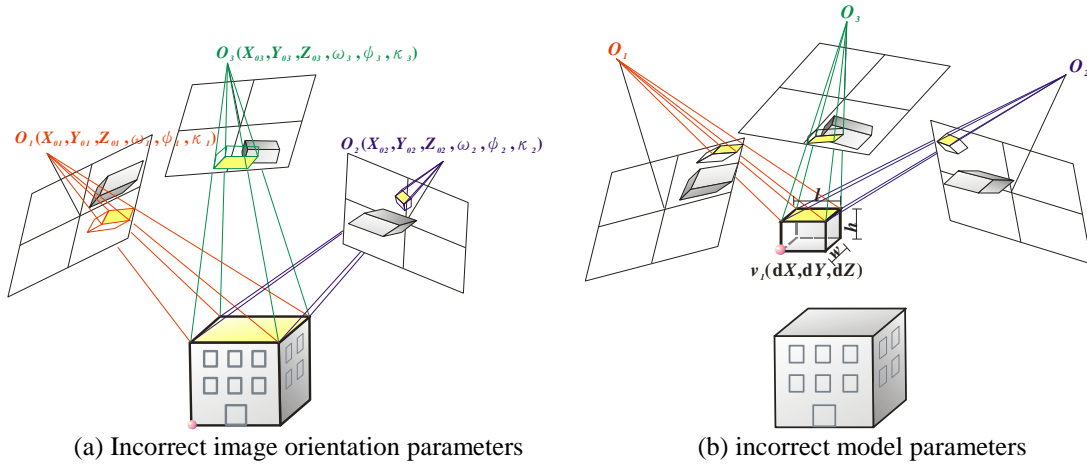 O₃(X₀₃,Y₀₃,Z₀₃,ω₃,ϕ₃,κ₃)
O₁(X₀₁,Y₀₁,Z₀₁,ω₁,ϕ₁,κ₁)
O₂(X₀₂,Y₀₂,Z₀₂,ω₂,ϕ₂,κ₂)
(a) Incorrect image orientation parameters
O₃
O₁
O₂
l
h
w
v₁(dX,dY,dZ)
(b) incorrect model parameters